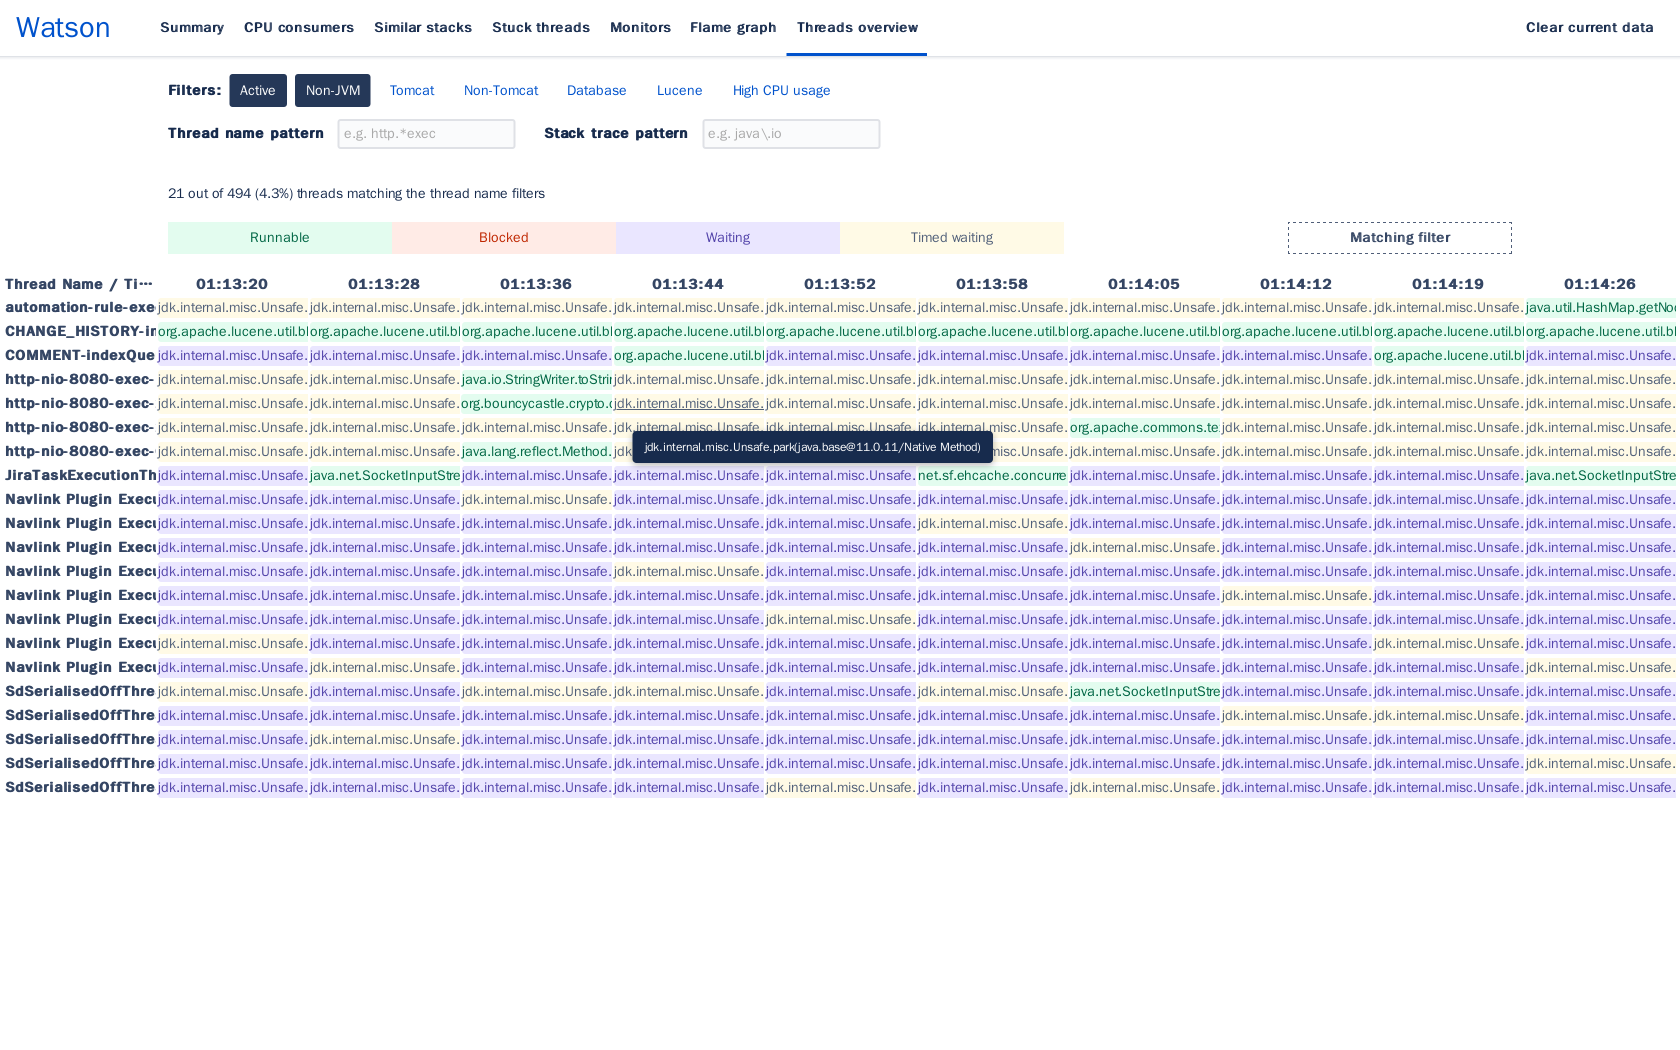 Watson Summary CPU consumers Similar stacks Stuck threads Monitors Flame graph Threads overview Clear current data
Filters: Active Non-JVM Tomcat Non-Tomcat Database Lucene High CPU usage
Thread name pattern e.g. http.*exec Stack trace pattern e.g. java\.io
21 out of 494 (4.3%) threads matching the thread name filters
Runnable Blocked Waiting Timed waiting Matching filter
Thread Name / Ti... 01:13:20 01:13:28 01:13:36 01:13:44 01:13:52 01:13:58 01:14:05 01:14:12 01:14:19 01:14:26
automation-rule-exe jdk.internal.misc.Unsafe. jdk.internal.misc.Unsafe. jdk.internal.misc.Unsafe. jdk.internal.misc.Unsafe. jdk.internal.misc.Unsafe. jdk.internal.misc.Unsafe. jdk.internal.misc.Unsafe. jdk.internal.misc.Unsafe. jdk.internal.misc.Unsafe. java.util.HashMap.getNo
CHANGE_HISTORY-in org.apache.lucene.util.bl org.apache.lucene.util.bl org.apache.lucene.util.bl org.apache.lucene.util.bl org.apache.lucene.util.bl org.apache.lucene.util.bl org.apache.lucene.util.bl org.apache.lucene.util.bl org.apache.lucene.util.bl org.apache.lucene.util.bl
COMMENT-indexQue jdk.internal.misc.Unsafe. jdk.internal.misc.Unsafe. jdk.internal.misc.Unsafe. org.apache.lucene.util.bl jdk.internal.misc.Unsafe. jdk.internal.misc.Unsafe. jdk.internal.misc.Unsafe. jdk.internal.misc.Unsafe. org.apache.lucene.util.bl jdk.internal.misc.Unsafe.
http-nio-8080-exec- jdk.internal.misc.Unsafe. jdk.internal.misc.Unsafe. java.io.StringWriter.toStrin jdk.internal.misc.Unsafe. jdk.internal.misc.Unsafe. jdk.internal.misc.Unsafe. jdk.internal.misc.Unsafe. jdk.internal.misc.Unsafe. jdk.internal.misc.Unsafe. jdk.internal.misc.Unsafe.
http-nio-8080-exec- jdk.internal.misc.Unsafe. jdk.internal.misc.Unsafe. org.bouncycastle.crypto. jdk.internal.misc.Unsafe. jdk.internal.misc.Unsafe. jdk.internal.misc.Unsafe. jdk.internal.misc.Unsafe. jdk.internal.misc.Unsafe. jdk.internal.misc.Unsafe. jdk.internal.misc.Unsafe.
http-nio-8080-exec- jdk.internal.misc.Unsafe. jdk.internal.misc.Unsafe. jdk.internal.misc.Unsafe. jdk.internal.misc.Unsafe. jdk.internal.misc.Unsafe. jdk.internal.misc.Unsafe. org.apache.commons.te jdk.internal.misc.Unsafe. jdk.internal.misc.Unsafe. jdk.internal.misc.Unsafe.
jdk.internal.misc.Unsafe.park(java.base@11.0.11/Native Method)
http-nio-8080-exec- jdk.internal.misc.Unsafe. jdk.internal.misc.Unsafe. java.lang.reflect.Method. misc.Unsafe. jdk.internal.misc.Unsafe. jdk.internal.misc.Unsafe. jdk.internal.misc.Unsafe. jdk.internal.misc.Unsafe.
JiraTaskExecutionTh jdk.internal.misc.Unsafe. java.net.SocketInputStre jdk.internal.misc.Unsafe. jdk.internal.misc.Unsafe. jdk.internal.misc.Unsafe. net.sf.ehcache.concurre jdk.internal.misc.Unsafe. jdk.internal.misc.Unsafe. jdk.internal.misc.Unsafe. java.net.SocketInputStre
Navlink Plugin Execu jdk.internal.misc.Unsafe. jdk.internal.misc.Unsafe. jdk.internal.misc.Unsafe. jdk.internal.misc.Unsafe. jdk.internal.misc.Unsafe. jdk.internal.misc.Unsafe. jdk.internal.misc.Unsafe. jdk.internal.misc.Unsafe. jdk.internal.misc.Unsafe. jdk.internal.misc.Unsafe.
Navlink Plugin Execu jdk.internal.misc.Unsafe. jdk.internal.misc.Unsafe. jdk.internal.misc.Unsafe. jdk.internal.misc.Unsafe. jdk.internal.misc.Unsafe. jdk.internal.misc.Unsafe. jdk.internal.misc.Unsafe. jdk.internal.misc.Unsafe. jdk.internal.misc.Unsafe. jdk.internal.misc.Unsafe.
Navlink Plugin Execu jdk.internal.misc.Unsafe. jdk.internal.misc.Unsafe. jdk.internal.misc.Unsafe. jdk.internal.misc.Unsafe. jdk.internal.misc.Unsafe. jdk.internal.misc.Unsafe. jdk.internal.misc.Unsafe. jdk.internal.misc.Unsafe. jdk.internal.misc.Unsafe. jdk.internal.misc.Unsafe.
Navlink Plugin Execu jdk.internal.misc.Unsafe. jdk.internal.misc.Unsafe. jdk.internal.misc.Unsafe. jdk.internal.misc.Unsafe. jdk.internal.misc.Unsafe. jdk.internal.misc.Unsafe. jdk.internal.misc.Unsafe. jdk.internal.misc.Unsafe. jdk.internal.misc.Unsafe. jdk.internal.misc.Unsafe.
Navlink Plugin Execu jdk.internal.misc.Unsafe. jdk.internal.misc.Unsafe. jdk.internal.misc.Unsafe. jdk.internal.misc.Unsafe. jdk.internal.misc.Unsafe. jdk.internal.misc.Unsafe. jdk.internal.misc.Unsafe. jdk.internal.misc.Unsafe. jdk.internal.misc.Unsafe. jdk.internal.misc.Unsafe.
Navlink Plugin Execu jdk.internal.misc.Unsafe. jdk.internal.misc.Unsafe. jdk.internal.misc.Unsafe. jdk.internal.misc.Unsafe. jdk.internal.misc.Unsafe. jdk.internal.misc.Unsafe. jdk.internal.misc.Unsafe. jdk.internal.misc.Unsafe. jdk.internal.misc.Unsafe. jdk.internal.misc.Unsafe.
Navlink Plugin Execu jdk.internal.misc.Unsafe. jdk.internal.misc.Unsafe. jdk.internal.misc.Unsafe. jdk.internal.misc.Unsafe. jdk.internal.misc.Unsafe. jdk.internal.misc.Unsafe. jdk.internal.misc.Unsafe. jdk.internal.misc.Unsafe. jdk.internal.misc.Unsafe. jdk.internal.misc.Unsafe.
Navlink Plugin Execu jdk.internal.misc.Unsafe. jdk.internal.misc.Unsafe. jdk.internal.misc.Unsafe. jdk.internal.misc.Unsafe. jdk.internal.misc.Unsafe. jdk.internal.misc.Unsafe. jdk.internal.misc.Unsafe. jdk.internal.misc.Unsafe. jdk.internal.misc.Unsafe. jdk.internal.misc.Unsafe.
SdSerialisedOffThre jdk.internal.misc.Unsafe. jdk.internal.misc.Unsafe. jdk.internal.misc.Unsafe. jdk.internal.misc.Unsafe. jdk.internal.misc.Unsafe. jdk.internal.misc.Unsafe. java.net.SocketInputStre jdk.internal.misc.Unsafe. jdk.internal.misc.Unsafe. jdk.internal.misc.Unsafe.
SdSerialisedOffThre jdk.internal.misc.Unsafe. jdk.internal.misc.Unsafe. jdk.internal.misc.Unsafe. jdk.internal.misc.Unsafe. jdk.internal.misc.Unsafe. jdk.internal.misc.Unsafe. jdk.internal.misc.Unsafe. jdk.internal.misc.Unsafe. jdk.internal.misc.Unsafe. jdk.internal.misc.Unsafe.
SdSerialisedOffThre jdk.internal.misc.Unsafe. jdk.internal.misc.Unsafe. jdk.internal.misc.Unsafe. jdk.internal.misc.Unsafe. jdk.internal.misc.Unsafe. jdk.internal.misc.Unsafe. jdk.internal.misc.Unsafe. jdk.internal.misc.Unsafe. jdk.internal.misc.Unsafe. jdk.internal.misc.Unsafe.
SdSerialisedOffThre jdk.internal.misc.Unsafe. jdk.internal.misc.Unsafe. jdk.internal.misc.Unsafe. jdk.internal.misc.Unsafe. jdk.internal.misc.Unsafe. jdk.internal.misc.Unsafe. jdk.internal.misc.Unsafe. jdk.internal.misc.Unsafe. jdk.internal.misc.Unsafe. jdk.internal.misc.Unsafe.
SdSerialisedOffThre jdk.internal.misc.Unsafe. jdk.internal.misc.Unsafe. jdk.internal.misc.Unsafe. jdk.internal.misc.Unsafe. jdk.internal.misc.Unsafe. jdk.internal.misc.Unsafe. jdk.internal.misc.Unsafe. jdk.internal.misc.Unsafe. jdk.internal.misc.Unsafe. jdk.internal.misc.Unsafe.